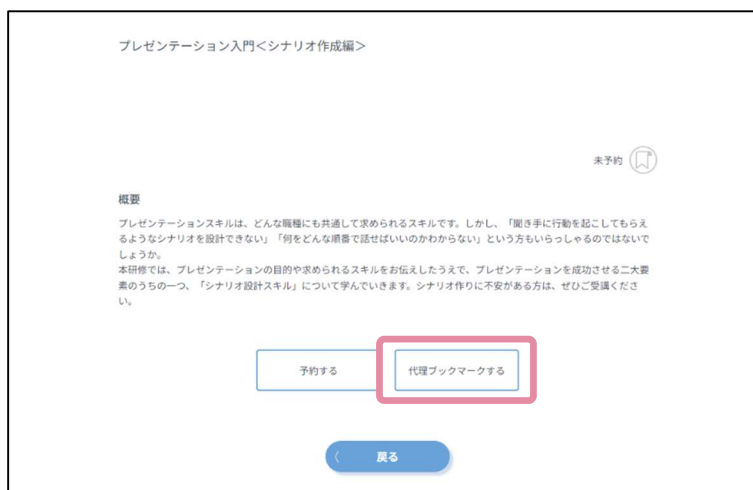 プレゼンテーション入門＜シナリオ作成編＞
未予約
概要
プレゼンテーションスキルは、どんな職種にも共通して求められるスキルです。しかし、「聞き手に行動を起こしてもらえ
るようなシナリオを設計できない」「何をどんな順番で話せばいいのかわからない」という方もいらっしゃるのではないで
しょうか。
本研修では、プレゼンテーションの目的や求められるスキルをお伝えしたうえで、プレゼンテーションを成功させる二大要
素のうちの一つ、「シナリオ設計スキル」について学んでいきます。シナリオ作りに不安がある方は、ぜひご受講くださ
い。
予約する
代理ブックマークする
戻る